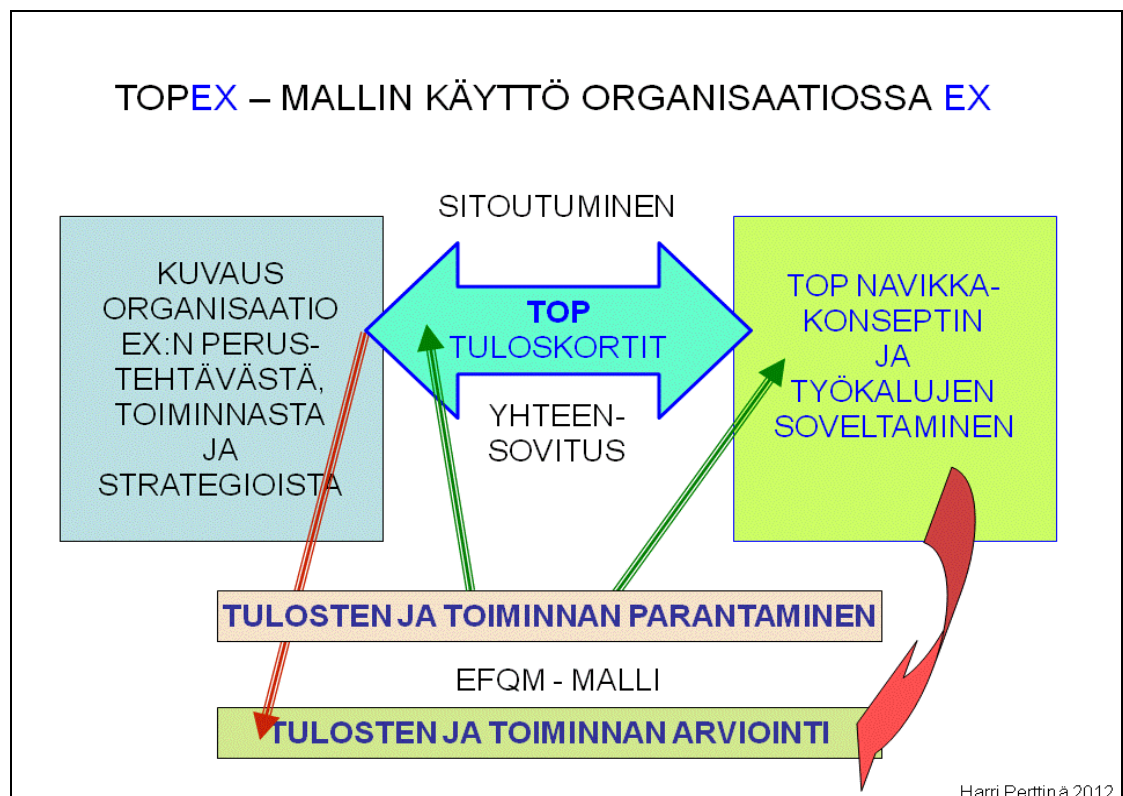 TOPEX – MALLIN KÄYTTÖ ORGANISAATIOSSA EX
SITOUTUMINEN
KUVAUS
ORGANISAATIO
EX:N PERUS-
TEHTÄVÄSTÄ,
TOIMINNASTA
JA
STRATEGIOISTA
TOP
TULOSKORTIT
YHTEEN-
SOVITUS
TOP NAVIKKA-
KONSEPTIN
JA
TYÖKALUJEN
SOVELTAMINEN
TULOSTEN JA TOIMINNAN PARANTAMINEN
EFQM - MALLI
TULOSTEN JA TOIMINNAN ARVIOINTI
Harri Perttinä 2012